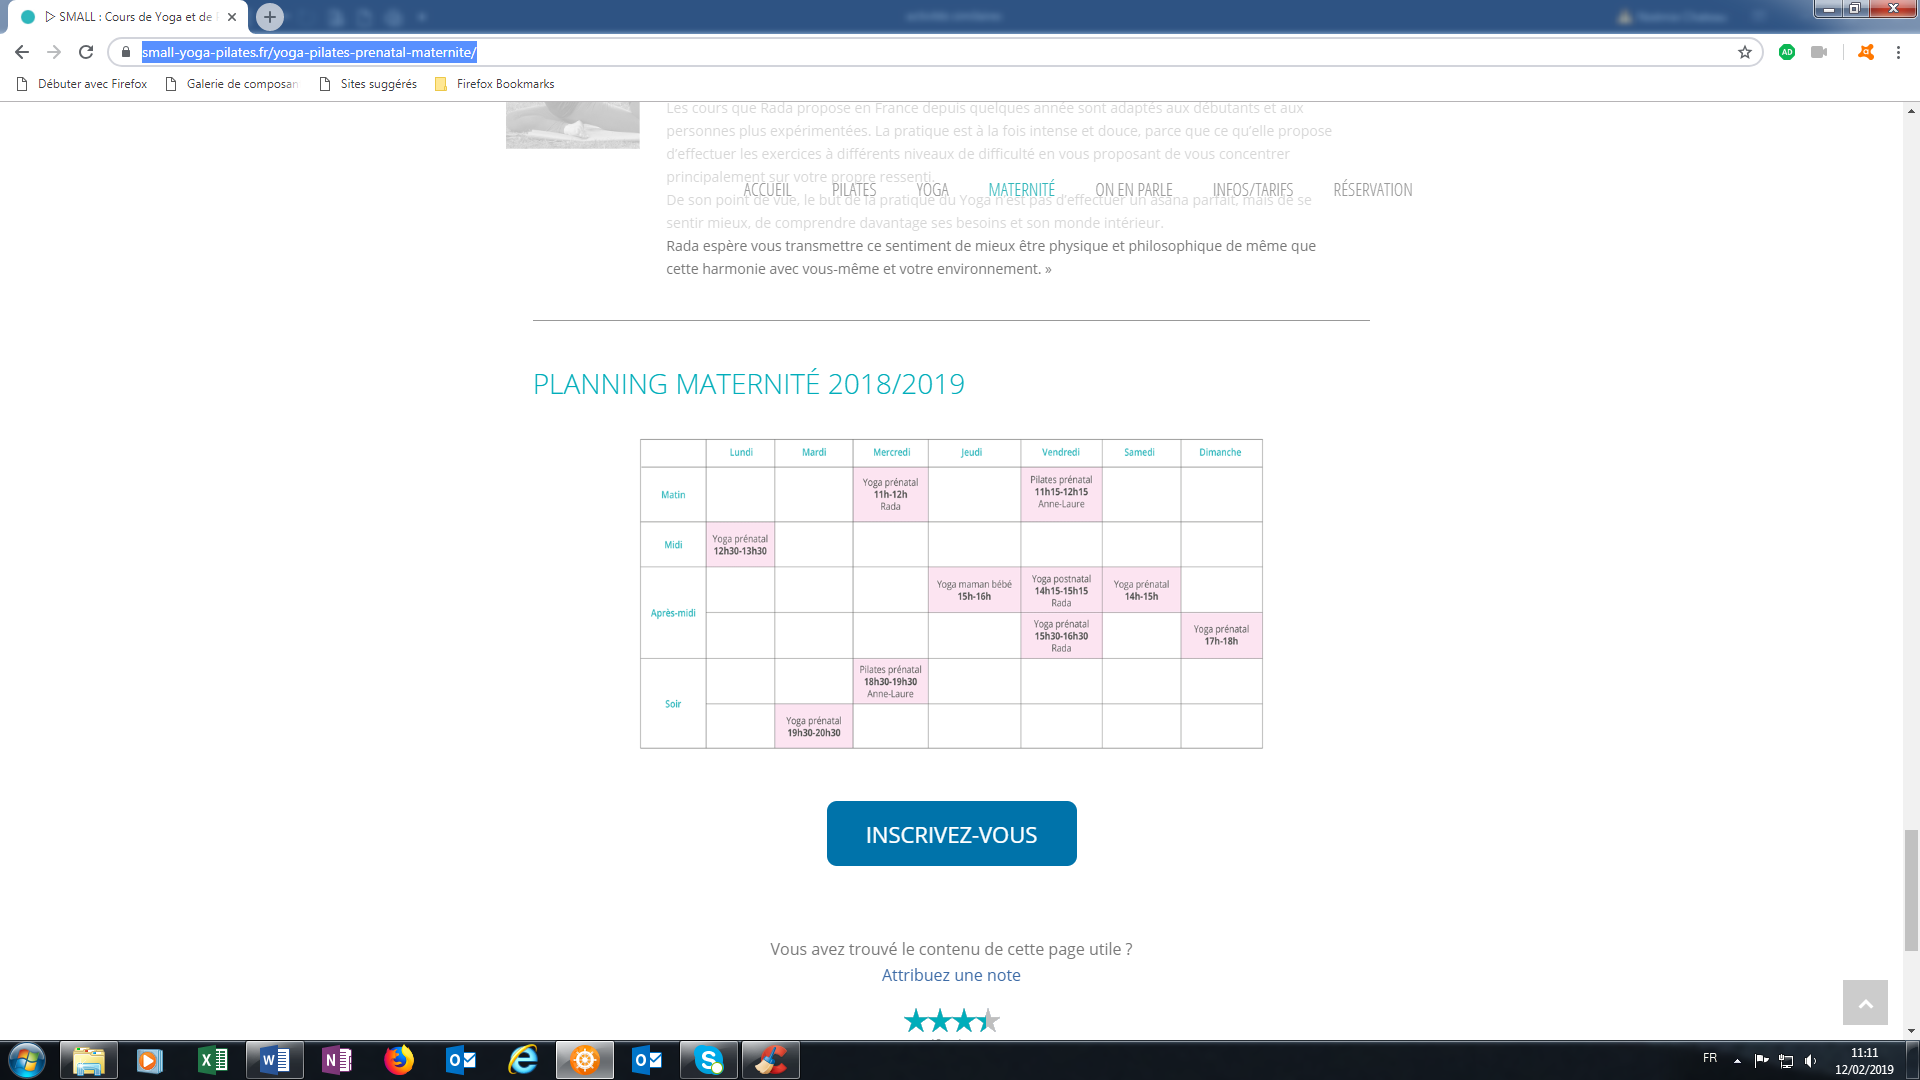 ▷ SMALL : Cours de Yoga et de
small-yoga-pilates.fr/yoga-pilates-prenatal-maternite/
Débuter avec Firefox
Galerie de composan
Sites suggérés
Firefox Bookmarks
Les cours que Rada propose en France depuis quelques année sont adaptés aux débutants et aux
personnes plus expérimentées. La pratique est à la fois intense et douce, parce que ce qu'elle propose
d'effectuer les exercices à différents niveaux de difficulté en vous proposant de vous concentrer
principalement sur votre propre ressenti.
ACCUEIL PILATES YOGA MATERNITÉ ON EN PARLE INFOS/TARIFS RÉSERVATION
De son point de vue, le but de la pratique du Yoga n'est pas d'effectuer un asana parfait, mais de se
sentir mieux, de comprendre davantage ses besoins et son monde intérieur.
Rada espère vous transmettre ce sentiment de mieux être physique et philosophique de même que
cette harmonie avec vous-même et votre environnement. »
PLANNING MATERNITÉ 2018/2019
Lundi Mardi Mercredi Jeudi Vendredi Samedi Dimanche
Matin
Yoga prénatal
11h-12h
Rada
Pilates prénatal
11h15-12h15
Anne-Laure
Midi
Yoga prénatal
12h30-13h30
Après-midi
Yoga maman bébé
15h-16h
Yoga postnatal
14h15-15h15
Rada
Yoga prénatal
14h-15h
Yoga prénatal
15h30-16h30
Rada
Yoga prénatal
17h-18h
Soir
Pilates prénatal
18h30-19h30
Anne-Laure
Yoga prénatal
19h30-20h30
INSCRIVEZ-VOUS
Vous avez trouvé le contenu de cette page utile ?
Attribuez une note
FR
11:11
12/02/2019